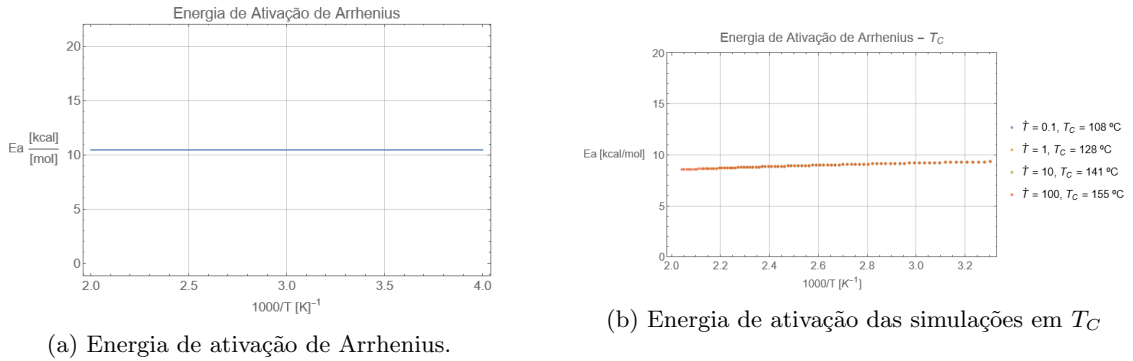 Energia de Ativação de Arrhenius
20
15
Ea [kcal]
[mol]
10
5
0
2.0 2.5 3.0 3.5 4.0
1000/T [K]⁻¹
(a) Energia de ativação de Arrhenius.
Energia de Ativação de Arrhenius – T_C
20
15
Ea [kcal/mol] 10
5
0
2.0 2.2 2.4 2.6 2.8 3.0 3.2
1000/T [K⁻¹]
Ṫ = 0.1, T_C = 108 ºC
Ṫ = 1, T_C = 128 ºC
Ṫ = 10, T_C = 141 ºC
Ṫ = 100, T_C = 155 ºC
(b) Energia de ativação das simulações em T_C